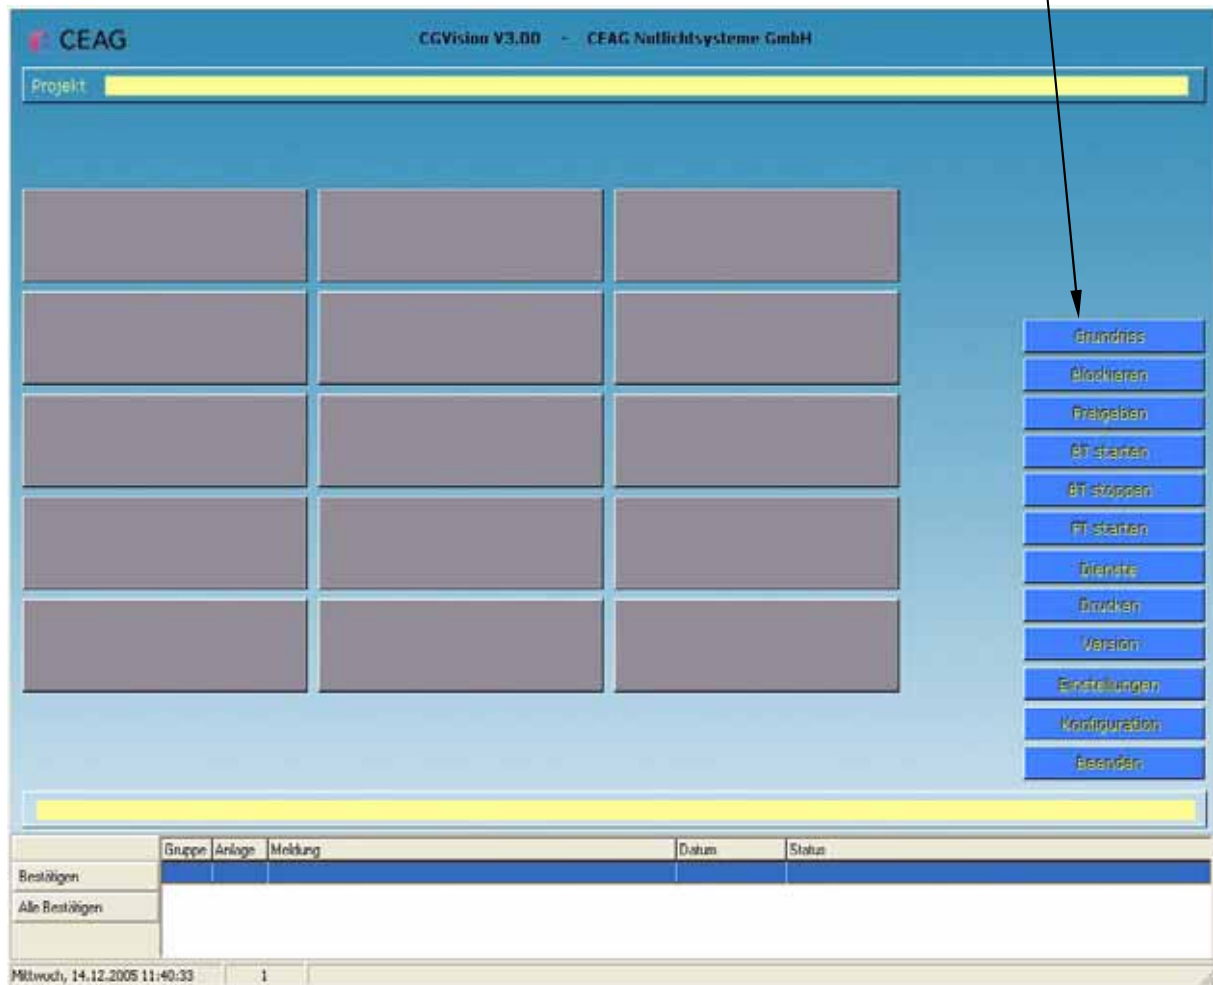 CEAG
CGVision V3.00 - CEAG Notlichtsysteme GmbH
Projekt
Grundriss
Blockieren
Freigeben
BT starten
BT stoppen
FT starten
Dienste
Drucken
Version
Einstellungen
Konfiguration
Beenden
Gruppe Anlage Meldung Datum Status
Bestätigen
Alle Bestätigen
Mittwoch, 14.12.2005 11:40:33 1